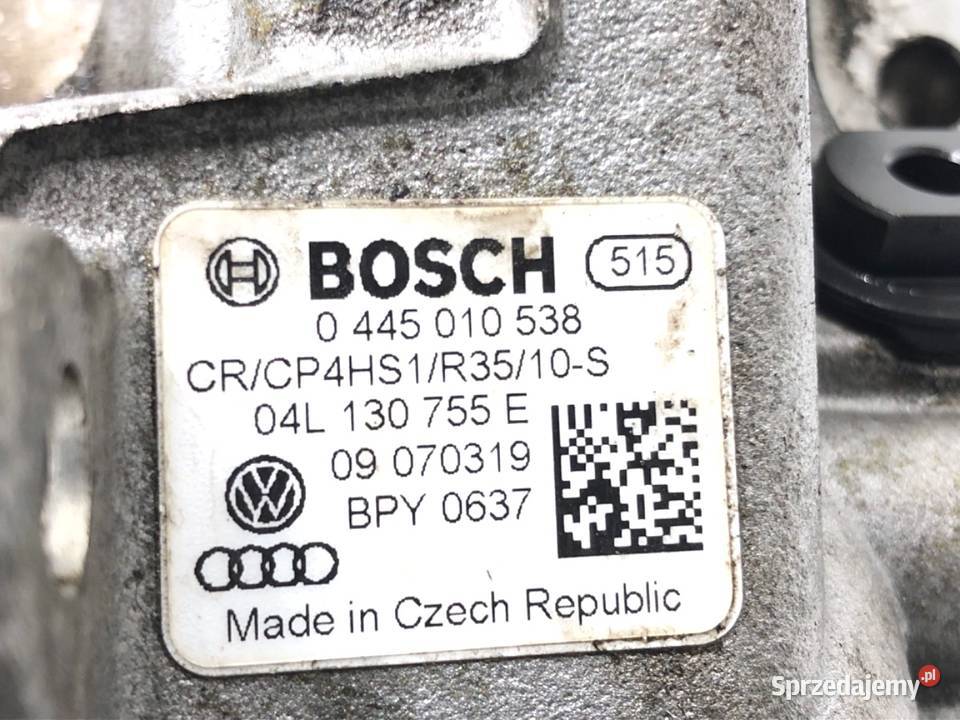 BOSCH 515
0 445 010 538
CR/CP4HS1/R35/10-S
04L 130 755 E
09 070319
BPY 0637
Made in Czech Republic
Sprzedajemy.pl